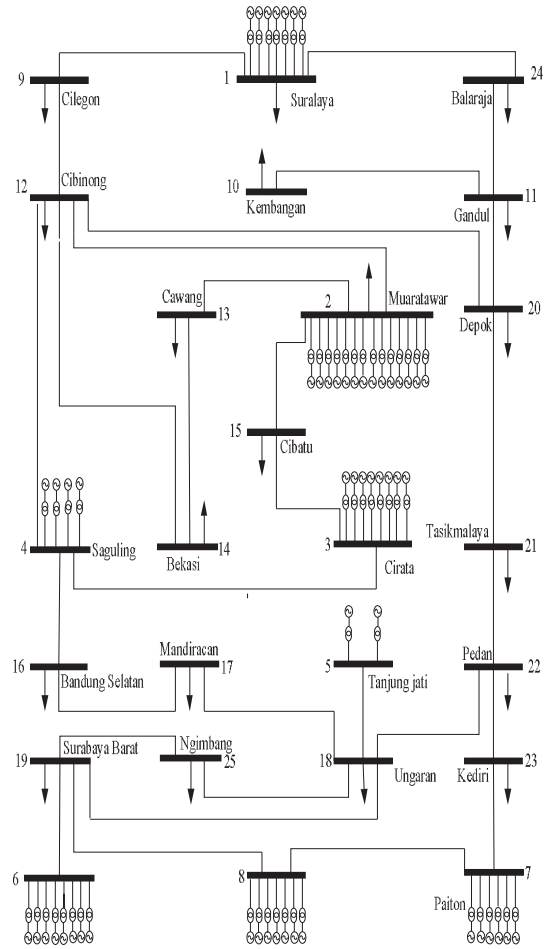 9
Cilegon
1
Suralaya
24
Balaraja
12
Cibinong
10
Kembangan
11
Gandul
Cawang
13
2
Muaratawar
20
Depok
15
Cibatu
4
Saguling
14
Bekasi
3
Cirata
Tasikmalaya
21
16
Bandung Selatan
Mandiracan
17
5
Tanjung jati
Pedan
22
19
Surabaya Barat
Ngimbang
25
18
Ungaran
Kediri
23
6
8
7
Paiton